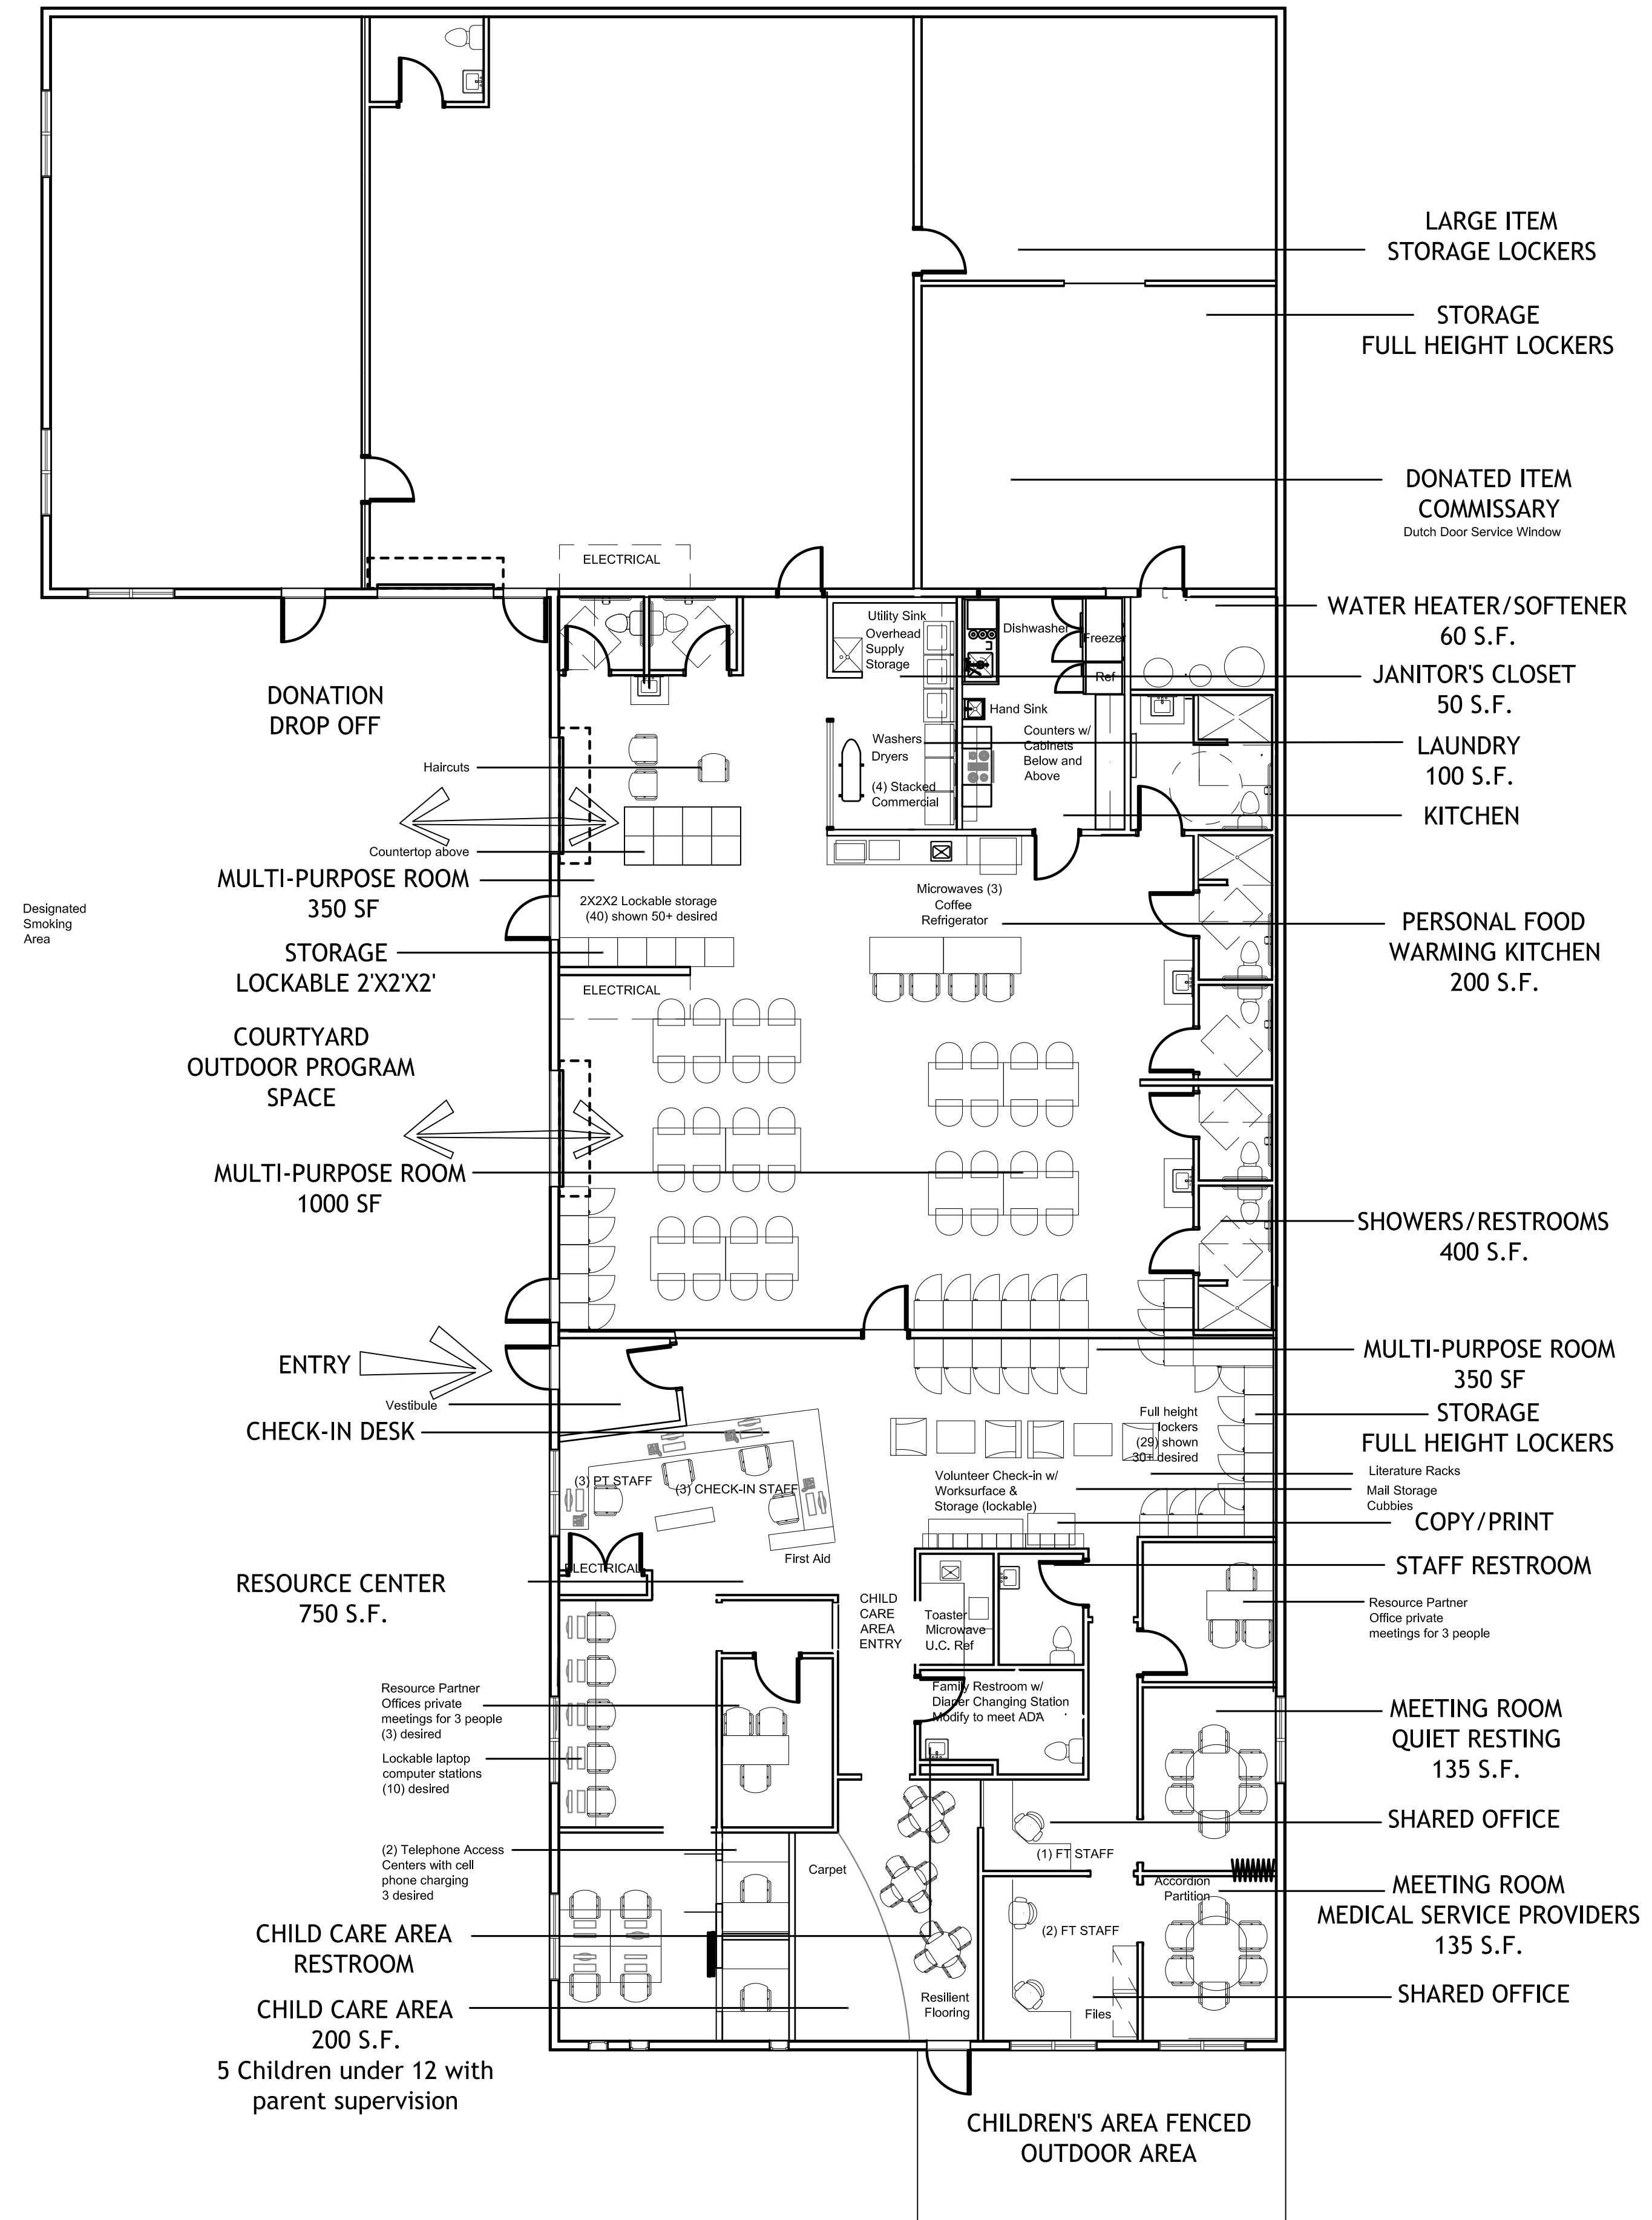 LARGE ITEM
STORAGE LOCKERS
STORAGE
FULL HEIGHT LOCKERS
DONATED ITEM
COMMISSARY
Dutch Door Service Window
ELECTRICAL
WATER HEATER/SOFTENER
60 S.F.
JANITOR'S CLOSET
50 S.F.
LAUNDRY
100 S.F.
KITCHEN
Utility Sink
Overhead
Supply
Storage
Dishwasher
Freezer
Ref
Hand Sink
Washers
Dryers
(4) Stacked
Commercial
Counters w/
Cabinets
Below and
Above
DONATION
DROP OFF
Haircuts
Countertop above
MULTI-PURPOSE ROOM
350 SF
2X2X2 Lockable storage
(40) shown 50+ desired
Microwaves (3)
Coffee
Refrigerator
PERSONAL FOOD
WARMING KITCHEN
200 S.F.
Designated
Smoking
Area
STORAGE
LOCKABLE 2'X2'X2'
ELECTRICAL
COURTYARD
OUTDOOR PROGRAM
SPACE
MULTI-PURPOSE ROOM
1000 SF
SHOWERS/RESTROOMS
400 S.F.
ENTRY
Vestibule
CHECK-IN DESK
MULTI-PURPOSE ROOM
350 SF
STORAGE
FULL HEIGHT LOCKERS
Full height
lockers
(29) shown
30+ desired
Literature Racks
Mail Storage
Cubbies
(3) PT STAFF
(3) CHECK-IN STAFF
Volunteer Check-in w/
Worksurface &
Storage (lockable)
COPY/PRINT
First Aid
ELECTRICAL
STAFF RESTROOM
RESOURCE CENTER
750 S.F.
CHILD
CARE
AREA
ENTRY
Toaster
Microwave
U.C. Ref
Resource Partner
Office private
meetings for 3 people
Resource Partner
Offices private
meetings for 3 people
(3) desired
Family Restroom w/
Diaper Changing Station
Modify to meet ADA
MEETING ROOM
QUIET RESTING
135 S.F.
Lockable laptop
computer stations
(10) desired
SHARED OFFICE
(1) FT STAFF
(2) Telephone Access
Centers with cell
phone charging
3 desired
Carpet
Accordion
Partition
MEETING ROOM
MEDICAL SERVICE PROVIDERS
135 S.F.
CHILD CARE AREA
RESTROOM
(2) FT STAFF
SHARED OFFICE
Resilient
Flooring
Files
CHILD CARE AREA
200 S.F.
5 Children under 12 with
parent supervision
CHILDREN'S AREA FENCED
OUTDOOR AREA